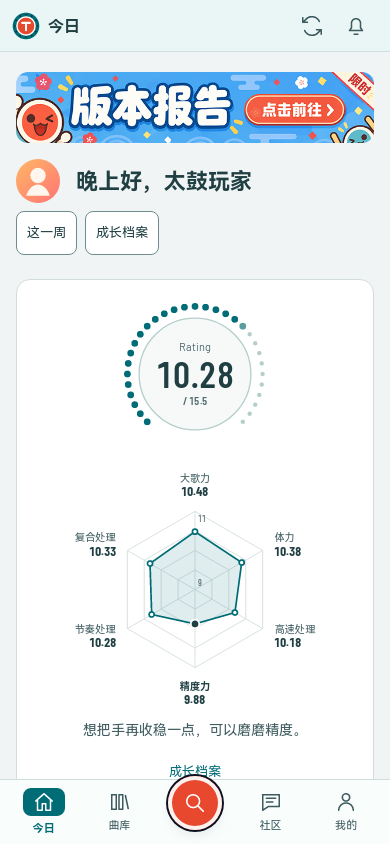 今日
版本报告
点击前往
限时
晚上好，太鼓玩家
这一周
成长档案
Rating
10.28
/ 15.5
大歌力
10.48
复合处理
10.33
体力
10.38
11
9
节奏处理
10.28
高速处理
10.18
精度力
9.88
想把手再收稳一点，可以磨磨精度。
成长档案
今日
曲库
社区
我的